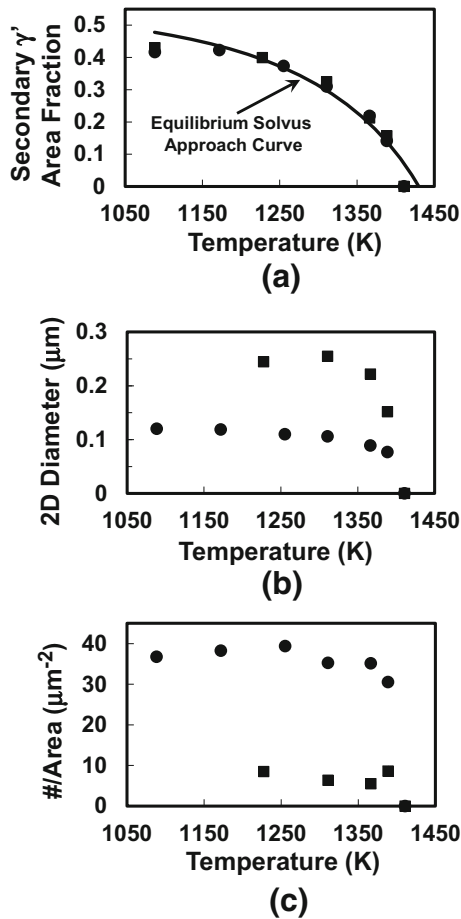 Secondary γ'
Area Fraction
0.5
0.4
0.3
0.2
0.1
0
Equilibrium Solvus
Approach Curve
1050 1150 1250 1350 1450
Temperature (K)
(a)
2D Diameter (μm)
0.3
0.2
0.1
0
1050 1150 1250 1350 1450
Temperature (K)
(b)
#/Area (μm-2)
40
30
20
10
0
1050 1150 1250 1350 1450
Temperature (K)
(c)